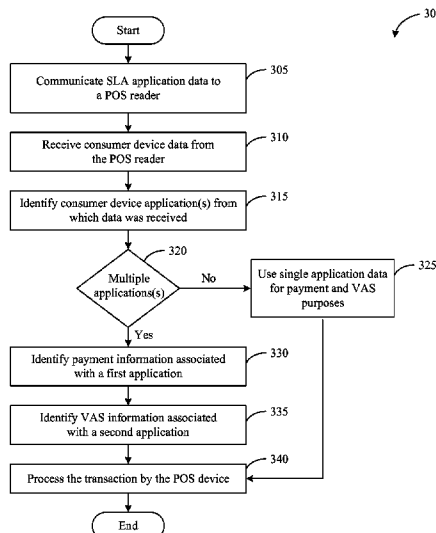 30
Start
Communicate SLA application data to
a POS reader
305
Receive consumer device data from
the POS reader
310
Identify consumer device application(s) from
which data was received
315
Multiple
applications(s)
320
No
Use single application data
for payment and VAS
purposes
325
Yes
Identify payment information associated
with a first application
330
Identify VAS information associated
with a second application
335
Process the transaction by the POS device
340
End